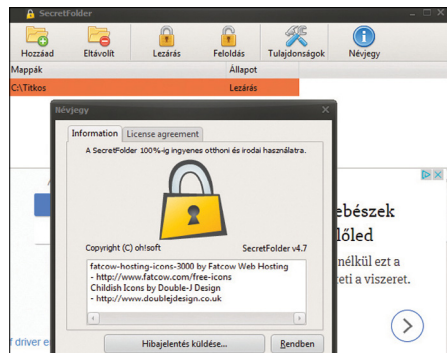 SecretFolder
Hozzáad Eltávolít Lezárás Feloldás Tulajdonságok Névjegy
Mappák Állapot
C:\Titkos Lezárás
Névjegy
Information License agreement
A SecretFolder 100%-ig ingyenes otthoni és irodai használatra.
Copyright (C) oh!soft SecretFolder v4.7
fatcow-hosting-icons-3000 by Fatcow Web Hosting
- http://www.fatcow.com/free-icons
Childish Icons by Double-J Design
- http://www.doublejdesign.co.uk
Hibajelentés küldése... Rendben
ebészek
lőled
nélkül ezt a
eti a viszeret.
f driver e